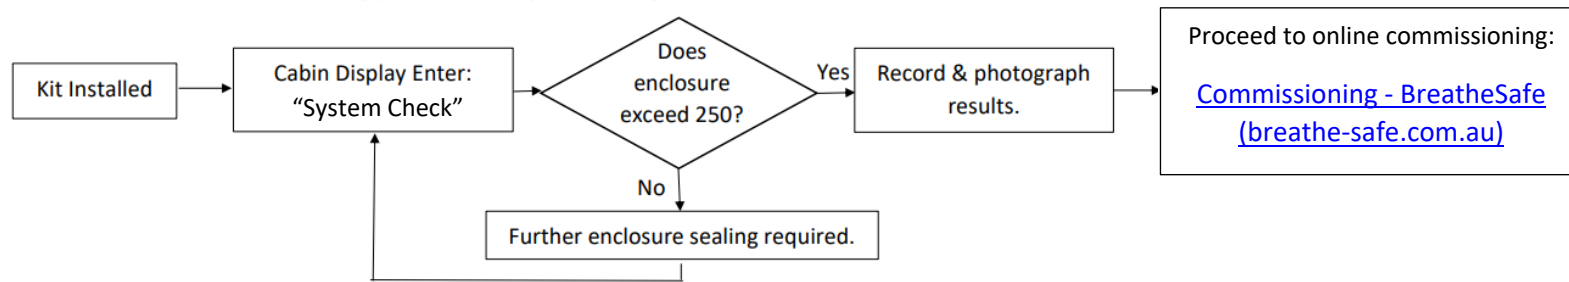 Kit Installed
Cabin Display Enter:
“System Check”
Does
enclosure
exceed 250?
Yes
Record & photograph
results.
Proceed to online commissioning:
Commissioning - BreatheSafe
(breathe-safe.com.au)
No
Further enclosure sealing required.